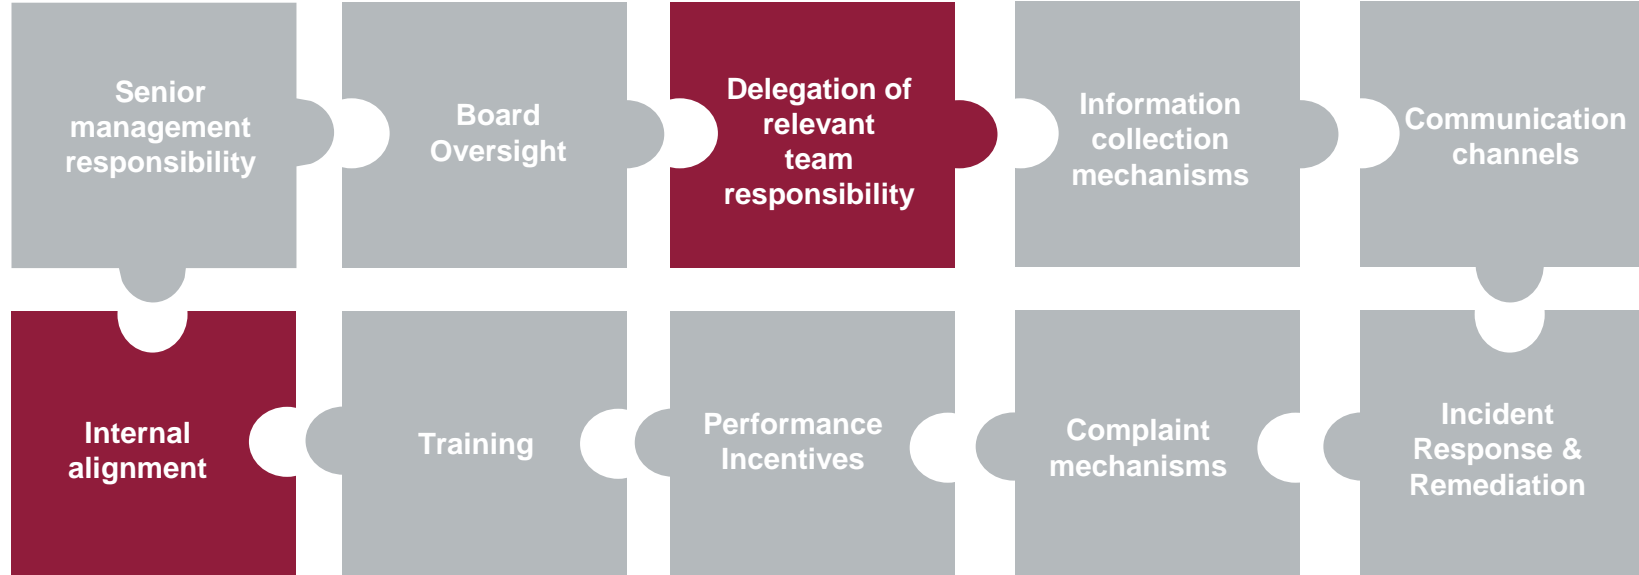 Senior
management
responsibility
Board
Oversight
Delegation of
relevant
team
responsibility
Information
collection
mechanisms
Communication
channels
Internal
alignment
Training
Performance
Incentives
Complaint
mechanisms
Incident
Response &
Remediation